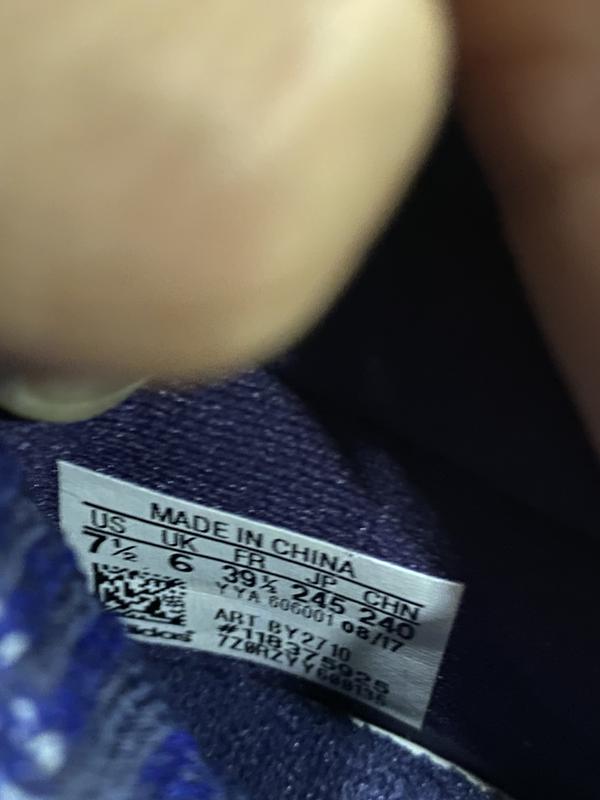 MADE IN CHINA
US UK FR JP CHN
7½ 6 39⅓ 245 240
YYA 606001 08/17
ART BY2710
#118375925
adidas